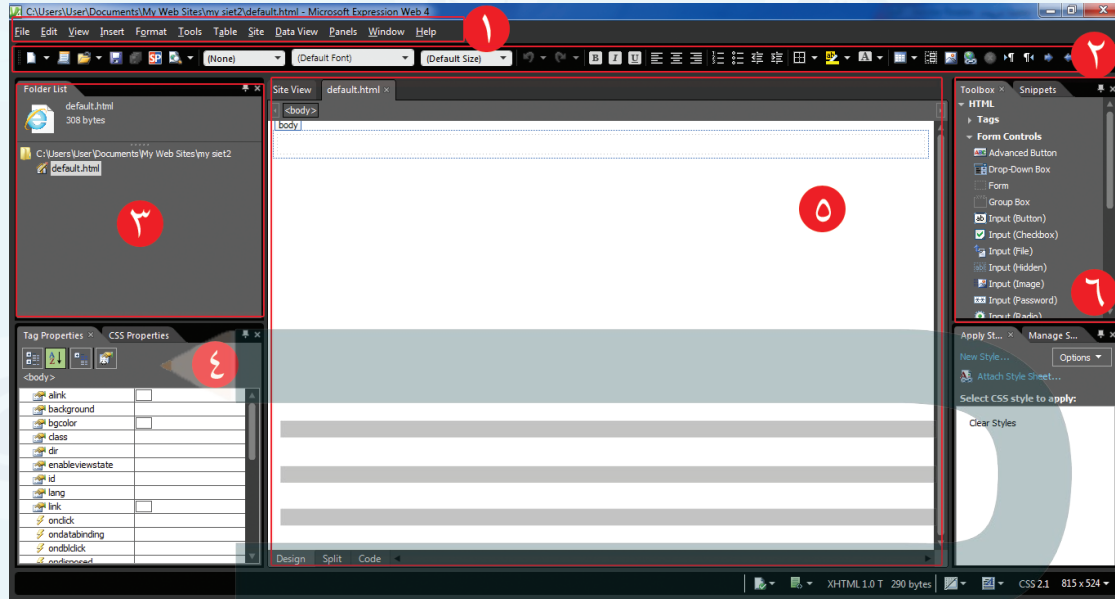 C:\Users\User\Documents\My Web Sites\my siet2\default.html - Microsoft Expression Web 4
File Edit View Insert Format Tools Table Site Data View Panels Window Help
١
(None) (Default Font) (Default Size) B I U
٢
Folder List
default.html
308 bytes
C:\Users\User\Documents\My Web Sites\my siet2
default.html
٣
Tag Properties CSS Properties
<body>
٤
alink
background
bgcolor
class
dir
enableviewstate
id
lang
link
onclick
ondatabinding
ondblclick
ondisposed
Site View default.html
<body>
body
٥
Design Split Code
Toolbox Snippets
HTML
Tags
Form Controls
Advanced Button
Drop-Down Box
Form
Group Box
Input (Button)
Input (Checkbox)
Input (File)
Input (Hidden)
Input (Image)
Input (Password)
Input (Radio)
٦
Apply St... Manage S...
New Style... Options
Attach Style Sheet...
Select CSS style to apply:
Clear Styles
XHTML 1.0 T 290 bytes CSS 2.1 815 x 524